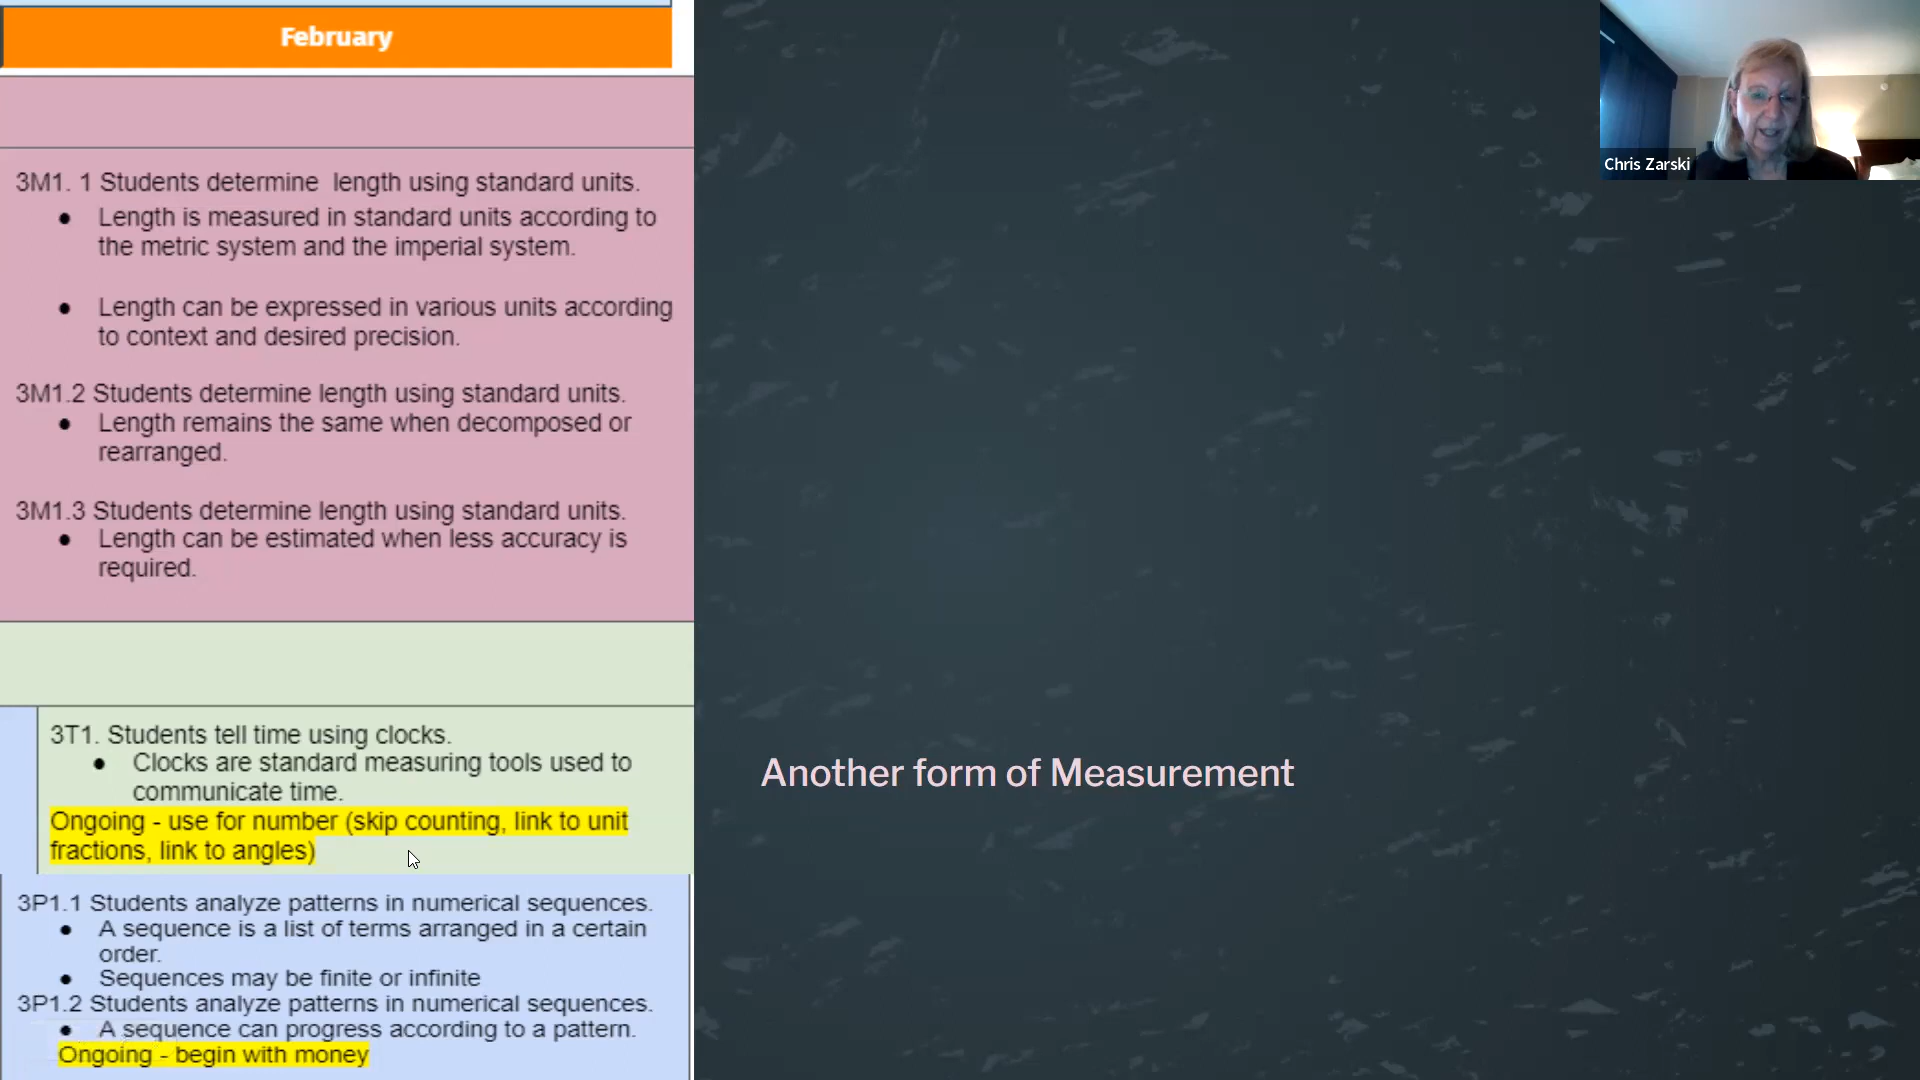 February
3M1. 1 Students determine  length using standard units.
● Length is measured in standard units according to
the metric system and the imperial system.
● Length can be expressed in various units according
to context and desired precision.
3M1.2 Students determine length using standard units.
● Length remains the same when decomposed or
rearranged.
3M1.3 Students determine length using standard units.
● Length can be estimated when less accuracy is
required.
3T1. Students tell time using clocks.
● Clocks are standard measuring tools used to
communicate time.
Ongoing - use for number (skip counting, link to unit
fractions, link to angles)
3P1.1 Students analyze patterns in numerical sequences.
● A sequence is a list of terms arranged in a certain
order.
● Sequences may be finite or infinite
3P1.2 Students analyze patterns in numerical sequences.
● A sequence can progress according to a pattern.
Ongoing - begin with money
Another form of Measurement
Chris Zarski